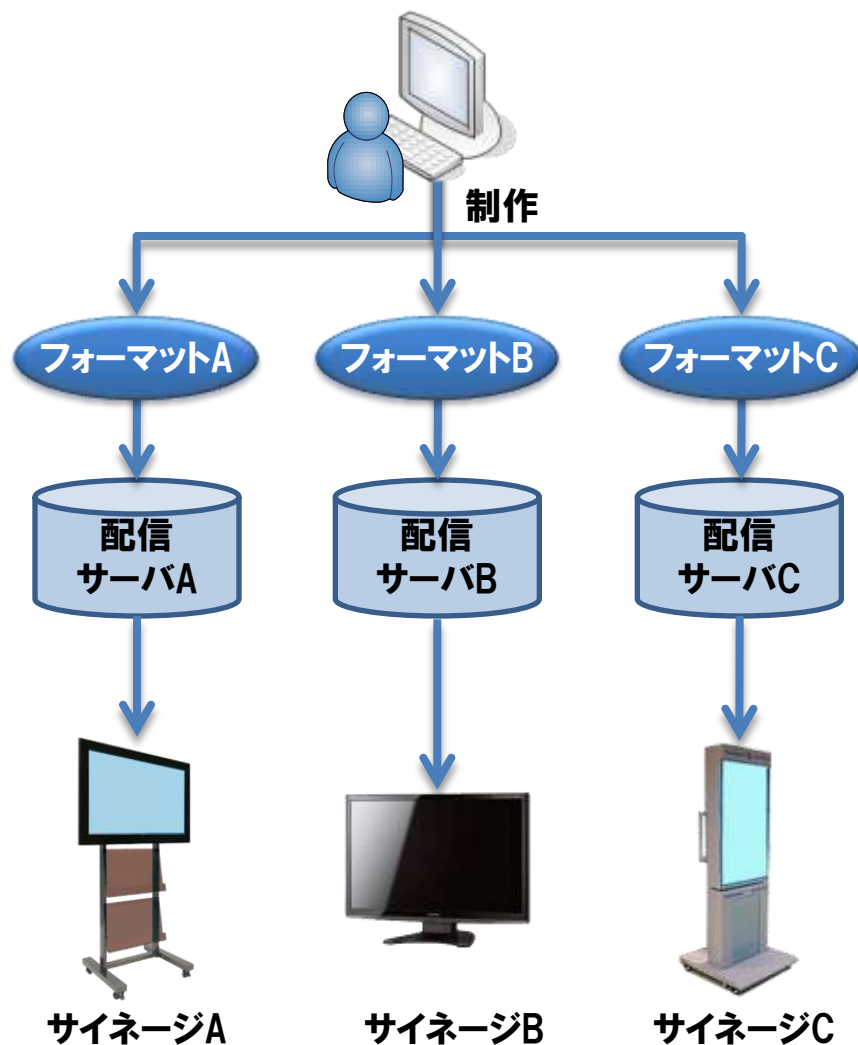 制作
フォーマットA
フォーマットB
フォーマットC
配信
サーバA
配信
サーバB
配信
サーバC
サイネージA
サイネージB
サイネージC